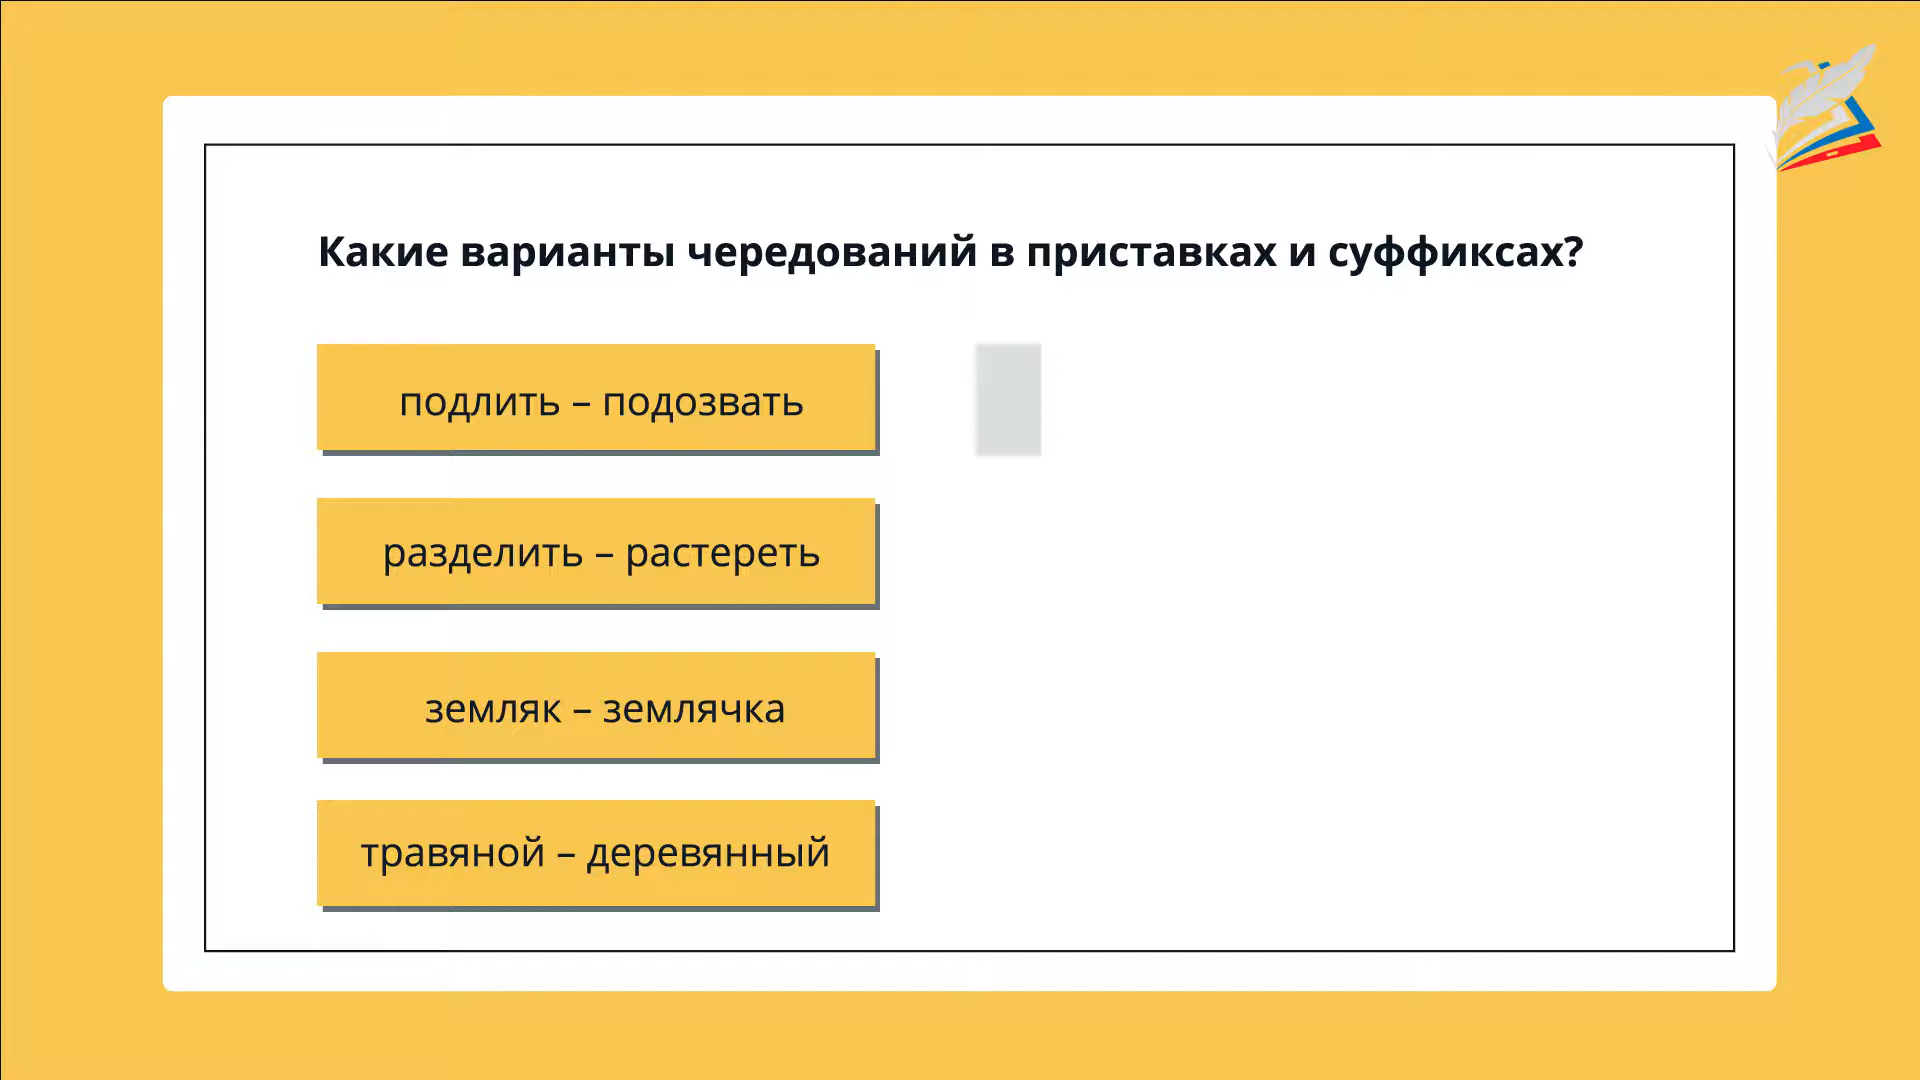 Какие варианты чередований в приставках и суффиксах?
подлить – подозвать
разделить – растереть
земляк – землячка
травяной – деревянный